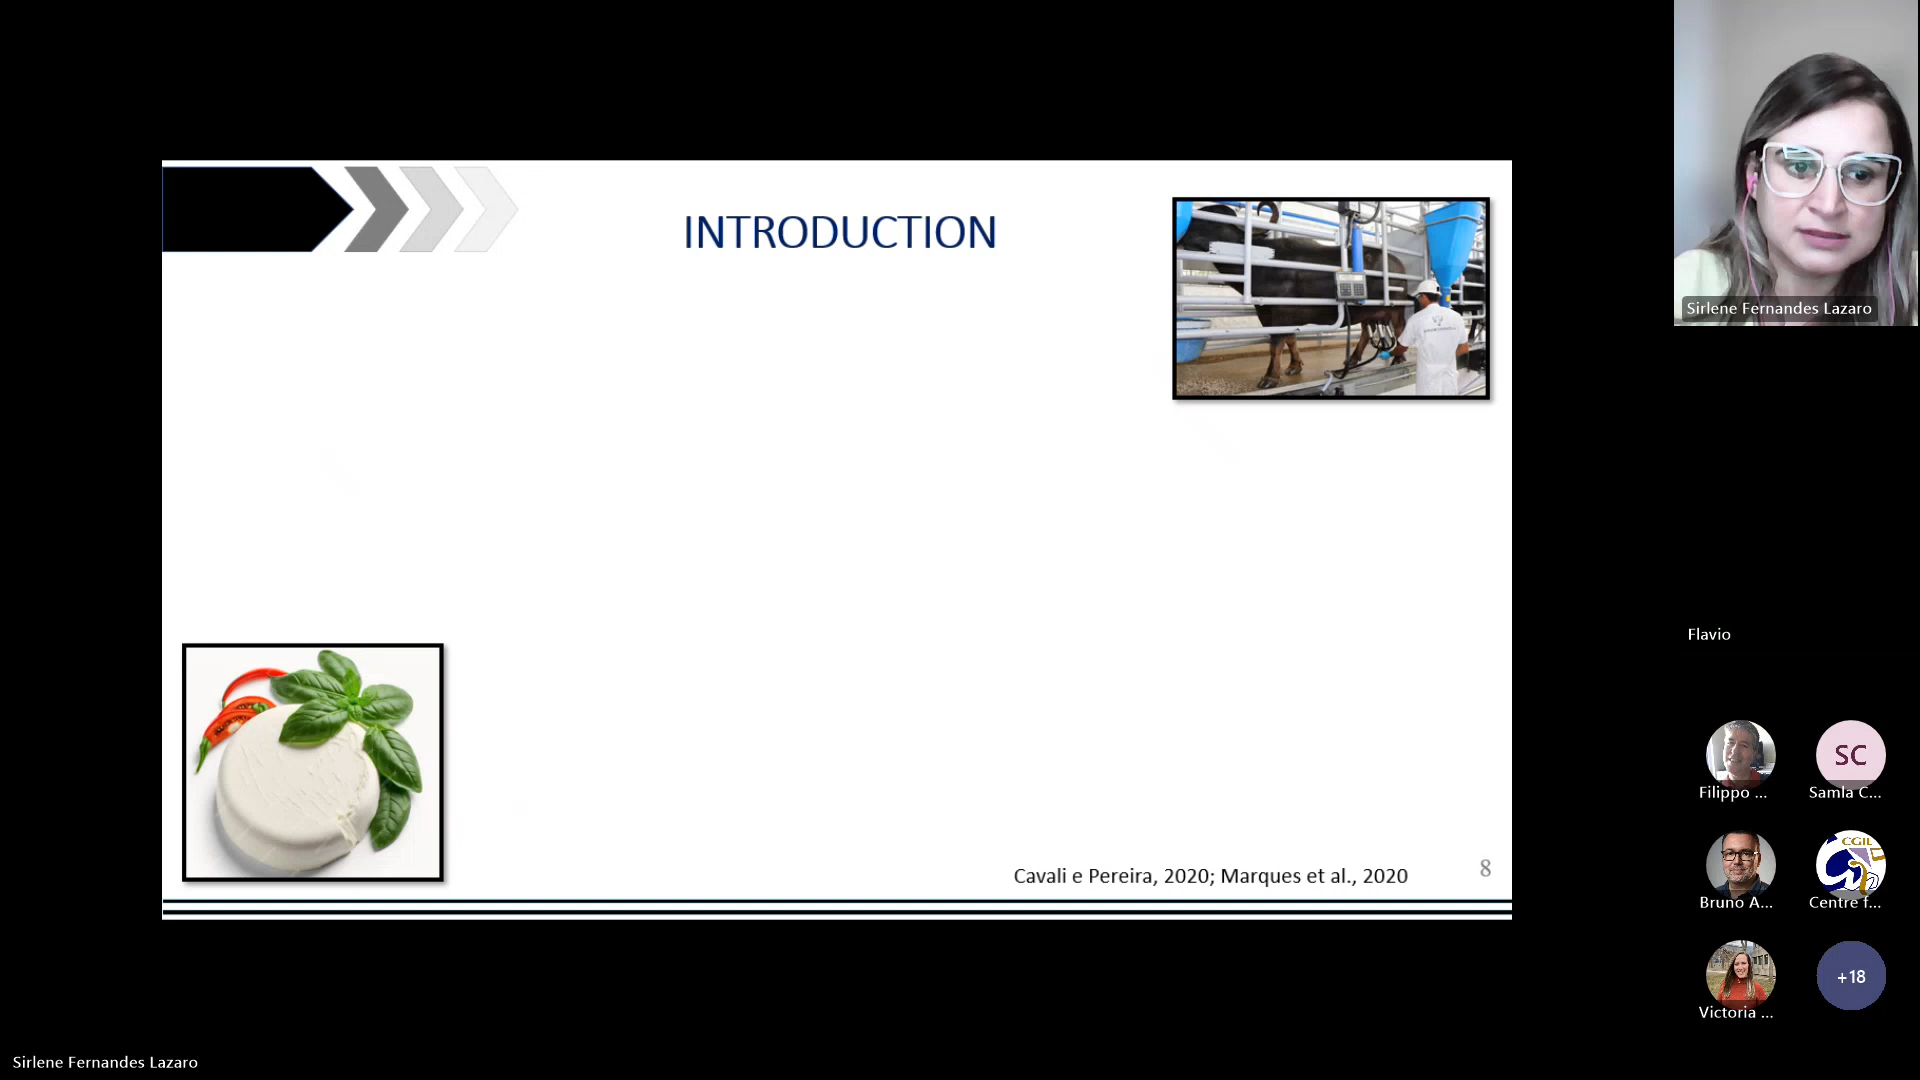 INTRODUCTION
Sirlene Fernandes Lazaro
Flavio
Filippo ...
SC
Samla C...
Bruno A...
CGIL
Centre f...
Victoria ...
+18
Cavali e Pereira, 2020; Marques et al., 2020
8
Sirlene Fernandes Lazaro